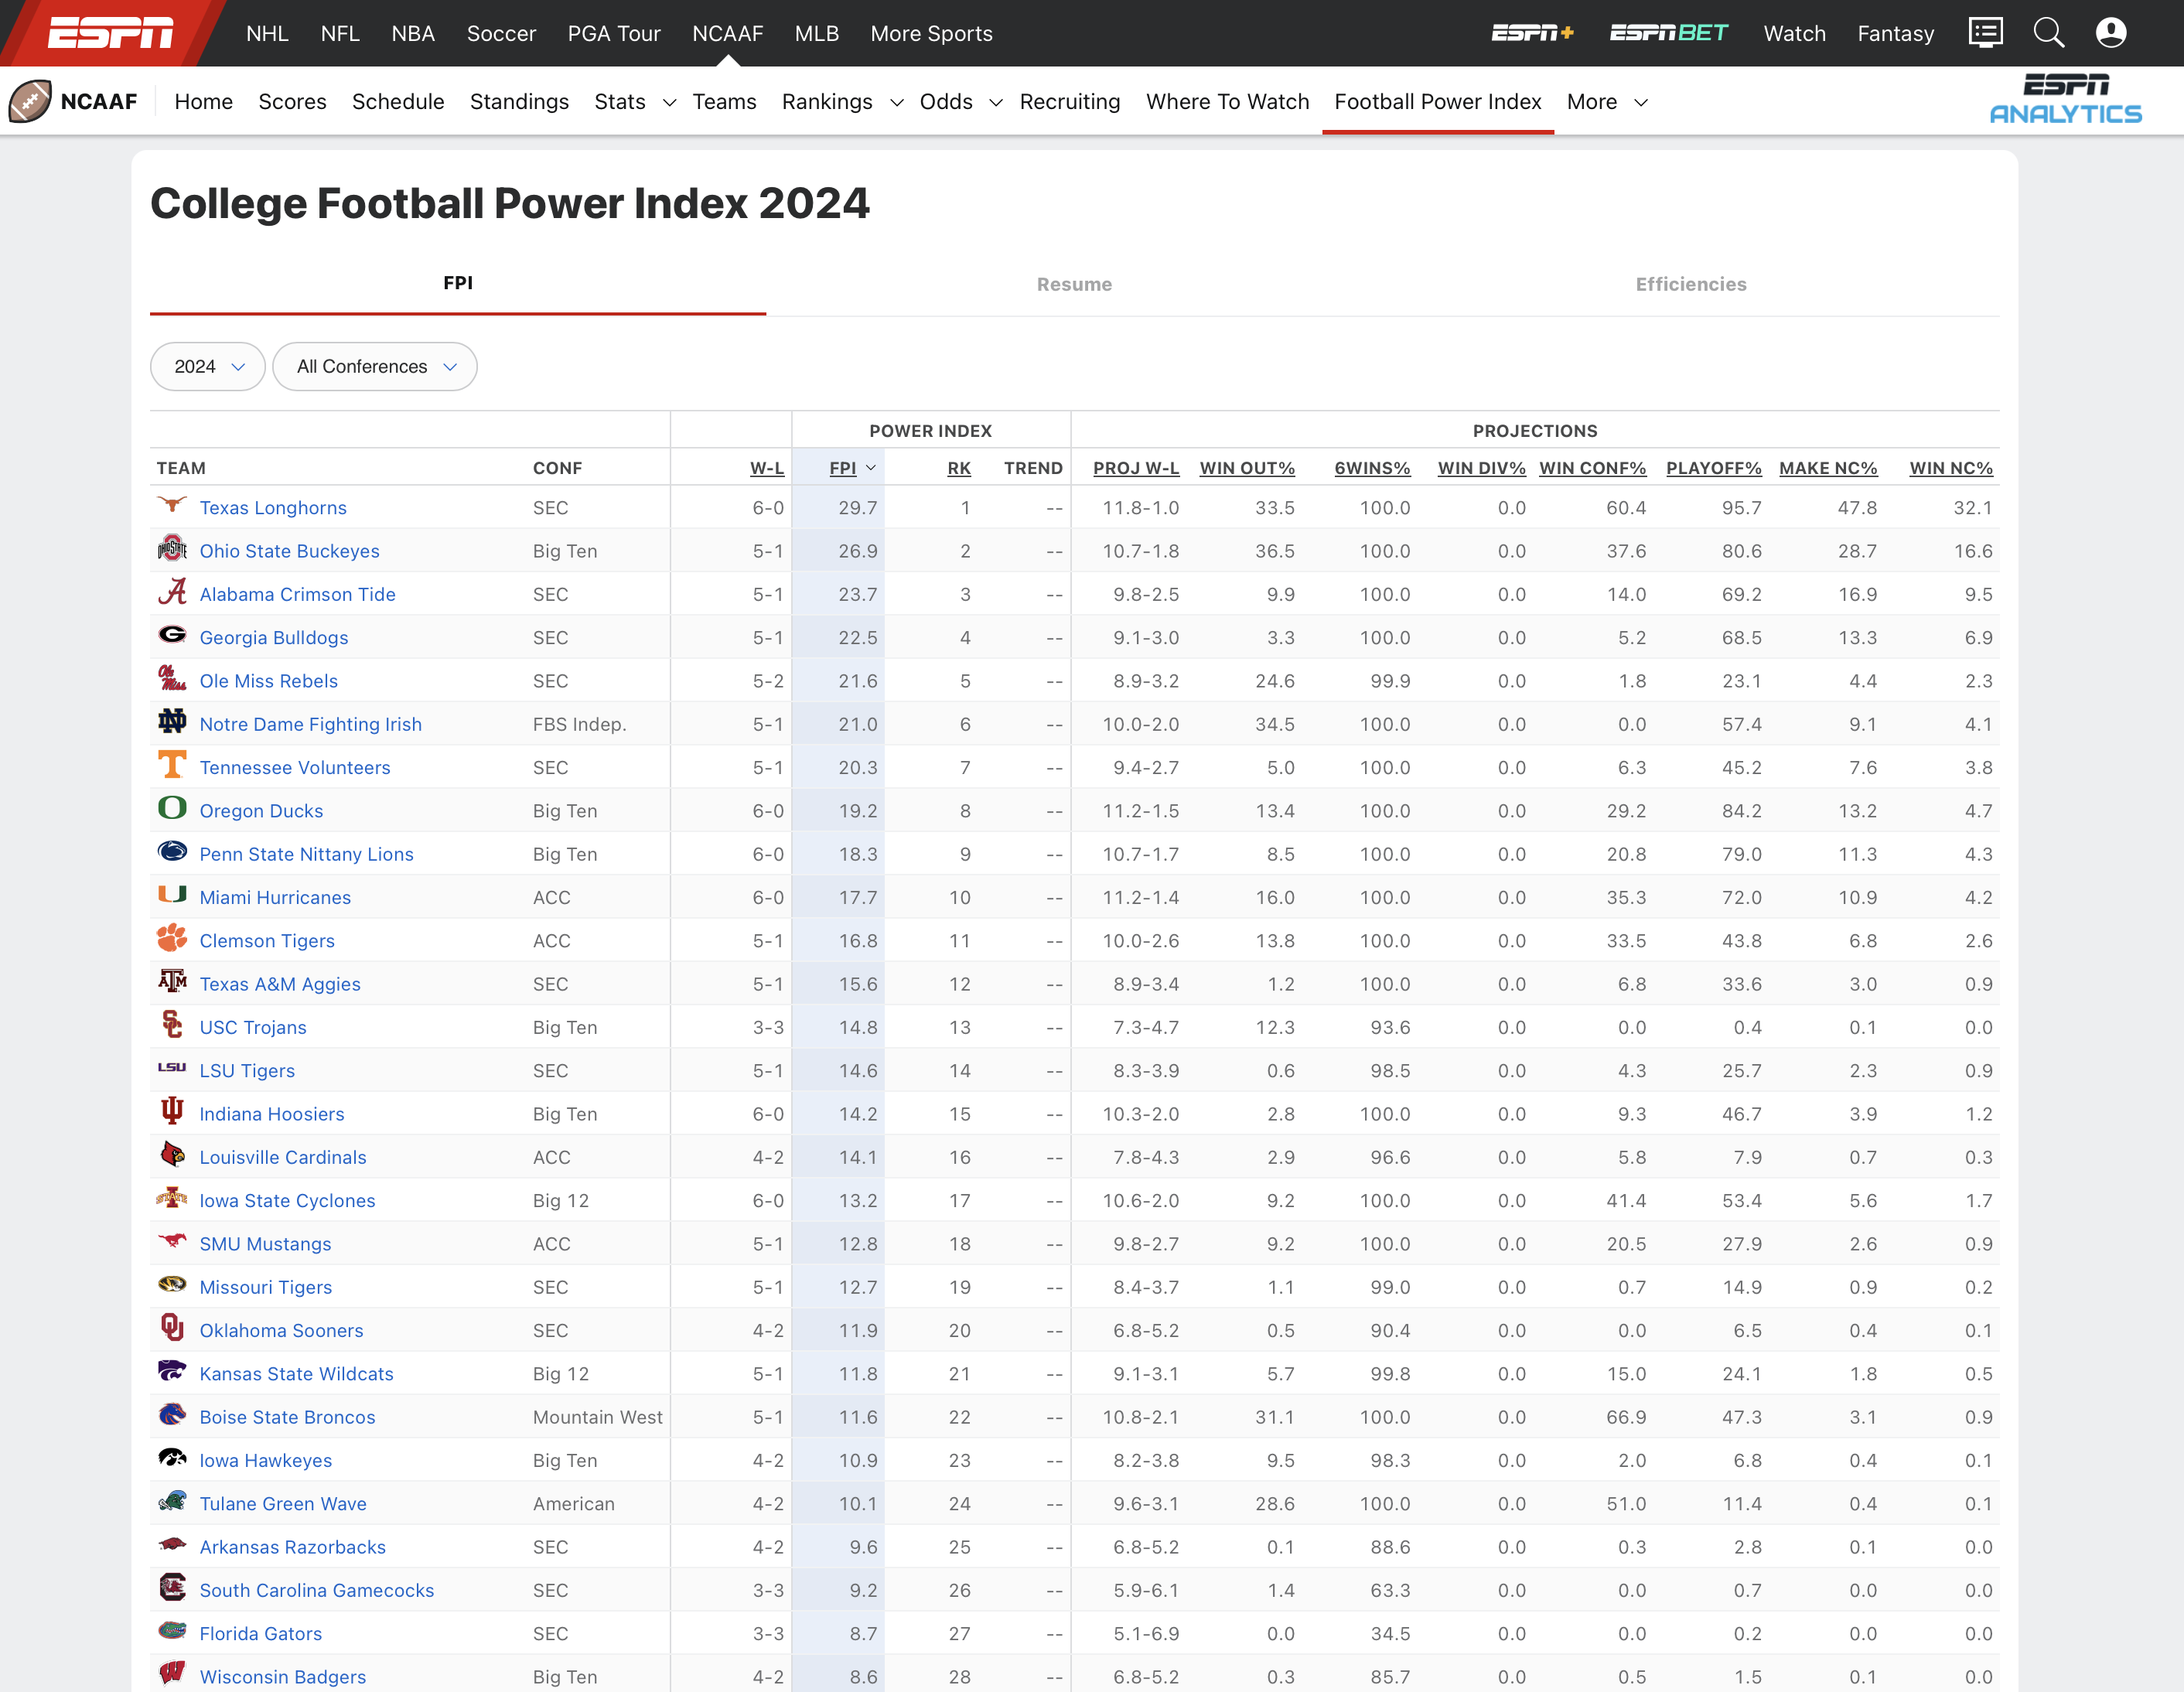 ESPN NHL NFL NBA Soccer PGA Tour NCAAF MLB More Sports ESPN+ ESPN BET Watch Fantasy
NCAAF Home Scores Schedule Standings Stats Teams Rankings Odds Recruiting Where To Watch Football Power Index More ESPN ANALYTICS
College Football Power Index 2024
FPI Resume Efficiencies
2024 All Conferences
POWER INDEX PROJECTIONS
TEAM CONF W-L FPI RK TREND PROJ W-L WIN OUT% 6WINS% WIN DIV% WIN CONF% PLAYOFF% MAKE NC% WIN NC%
Texas Longhorns SEC 6-0 29.7 1 -- 11.8-1.0 33.5 100.0 0.0 60.4 95.7 47.8 32.1
OHIO STATE Ohio State Buckeyes Big Ten 5-1 26.9 2 -- 10.7-1.8 36.5 100.0 0.0 37.6 80.6 28.7 16.6
A Alabama Crimson Tide SEC 5-1 23.7 3 -- 9.8-2.5 9.9 100.0 0.0 14.0 69.2 16.9 9.5
G Georgia Bulldogs SEC 5-1 22.5 4 -- 9.1-3.0 3.3 100.0 0.0 5.2 68.5 13.3 6.9
Ole Miss Ole Miss Rebels SEC 5-2 21.6 5 -- 8.9-3.2 24.6 99.9 0.0 1.8 23.1 4.4 2.3
ND Notre Dame Fighting Irish FBS Indep. 5-1 21.0 6 -- 10.0-2.0 34.5 100.0 0.0 0.0 57.4 9.1 4.1
T Tennessee Volunteers SEC 5-1 20.3 7 -- 9.4-2.7 5.0 100.0 0.0 6.3 45.2 7.6 3.8
O Oregon Ducks Big Ten 6-0 19.2 8 -- 11.2-1.5 13.4 100.0 0.0 29.2 84.2 13.2 4.7
Penn State Nittany Lions Big Ten 6-0 18.3 9 -- 10.7-1.7 8.5 100.0 0.0 20.8 79.0 11.3 4.3
U Miami Hurricanes ACC 6-0 17.7 10 -- 11.2-1.4 16.0 100.0 0.0 35.3 72.0 10.9 4.2
Clemson Tigers ACC 5-1 16.8 11 -- 10.0-2.6 13.8 100.0 0.0 33.5 43.8 6.8 2.6
ATM Texas A&M Aggies SEC 5-1 15.6 12 -- 8.9-3.4 1.2 100.0 0.0 6.8 33.6 3.0 0.9
SC USC Trojans Big Ten 3-3 14.8 13 -- 7.3-4.7 12.3 93.6 0.0 0.0 0.4 0.1 0.0
LSU LSU Tigers SEC 5-1 14.6 14 -- 8.3-3.9 0.6 98.5 0.0 4.3 25.7 2.3 0.9
IU Indiana Hoosiers Big Ten 6-0 14.2 15 -- 10.3-2.0 2.8 100.0 0.0 9.3 46.7 3.9 1.2
Louisville Cardinals ACC 4-2 14.1 16 -- 7.8-4.3 2.9 96.6 0.0 5.8 7.9 0.7 0.3
I STATE Iowa State Cyclones Big 12 6-0 13.2 17 -- 10.6-2.0 9.2 100.0 0.0 41.4 53.4 5.6 1.7
SMU Mustangs ACC 5-1 12.8 18 -- 9.8-2.7 9.2 100.0 0.0 20.5 27.9 2.6 0.9
Missouri Tigers SEC 5-1 12.7 19 -- 8.4-3.7 1.1 99.0 0.0 0.7 14.9 0.9 0.2
OU Oklahoma Sooners SEC 4-2 11.9 20 -- 6.8-5.2 0.5 90.4 0.0 0.0 6.5 0.4 0.1
Kansas State Wildcats Big 12 5-1 11.8 21 -- 9.1-3.1 5.7 99.8 0.0 15.0 24.1 1.8 0.5
Boise State Broncos Mountain West 5-1 11.6 22 -- 10.8-2.1 31.1 100.0 0.0 66.9 47.3 3.1 0.9
Iowa Hawkeyes Big Ten 4-2 10.9 23 -- 8.2-3.8 9.5 98.3 0.0 2.0 6.8 0.4 0.1
Tulane Green Wave American 4-2 10.1 24 -- 9.6-3.1 28.6 100.0 0.0 51.0 11.4 0.4 0.1
Arkansas Razorbacks SEC 4-2 9.6 25 -- 6.8-5.2 0.1 88.6 0.0 0.3 2.8 0.1 0.0
C South Carolina Gamecocks SEC 3-3 9.2 26 -- 5.9-6.1 1.4 63.3 0.0 0.0 0.7 0.0 0.0
Florida Gators SEC 3-3 8.7 27 -- 5.1-6.9 0.0 34.5 0.0 0.0 0.2 0.0 0.0
W Wisconsin Badgers Big Ten 4-2 8.6 28 -- 6.8-5.2 0.3 85.7 0.0 0.5 1.5 0.1 0.0